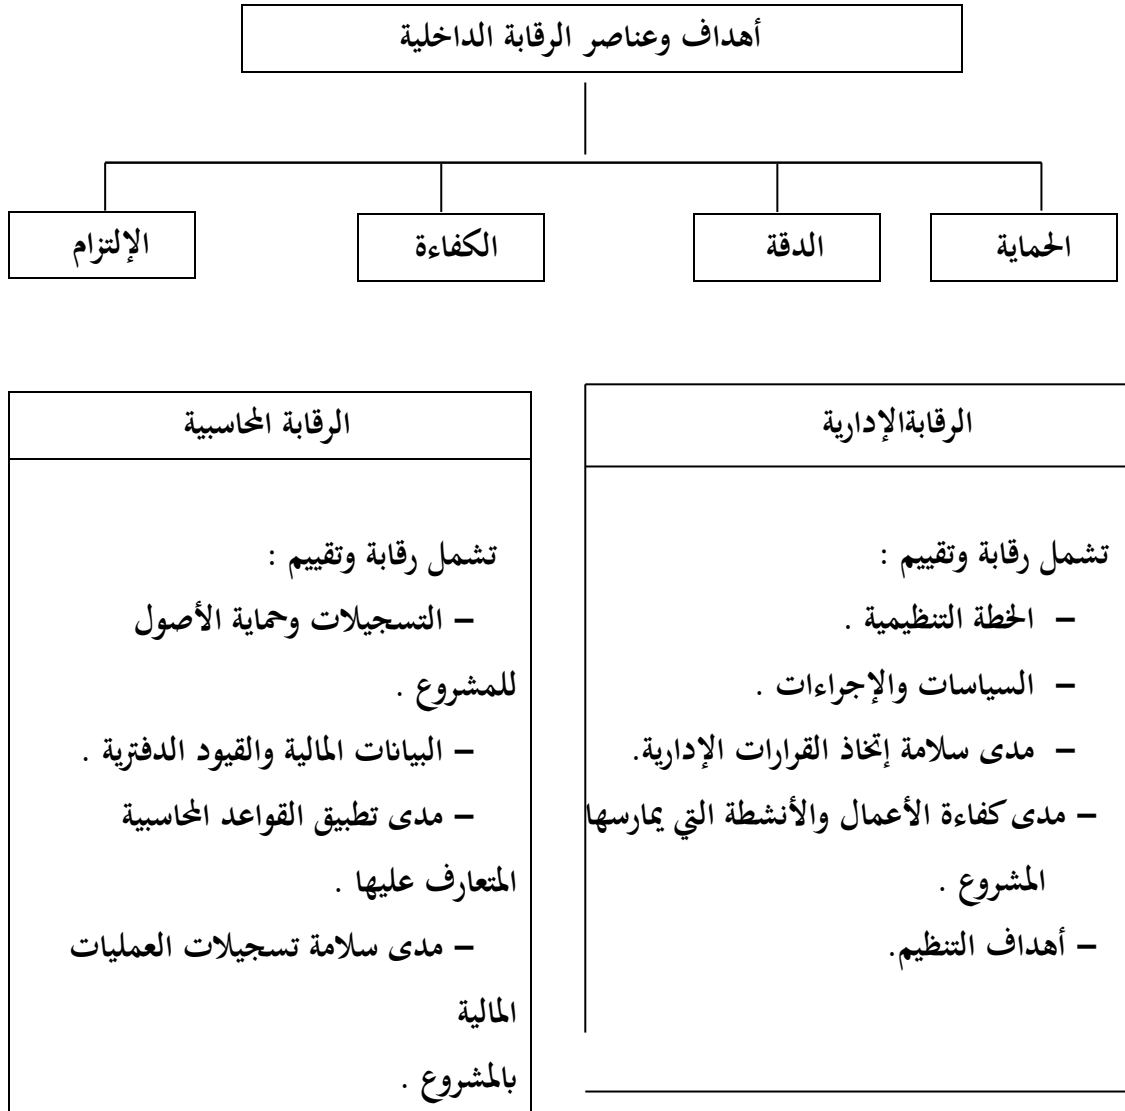 أهداف وعناصر الرقابة الداخلية
الحماية
الدقة
الكفاءة
الإلتزام
الرقابةالإدارية
تشمل رقابة وتقييم :
– الخطة التنظيمية .
– السياسات والإجراءات .
– مدى سلامة إتخاذ القرارات الإدارية.
– مدى كفاءة الأعمال والأنشطة التي يمارسها
المشروع .
– أهداف التنظيم.
الرقابة المحاسبية
تشمل رقابة وتقييم :
– التسجيلات وحماية الأصول
للمشروع .
– البيانات المالية والقيود الدفترية .
– مدى تطبيق القواعد المحاسبية
المتعارف عليها .
– مدى سلامة تسجيلات العمليات
المالية
بالمشروع .